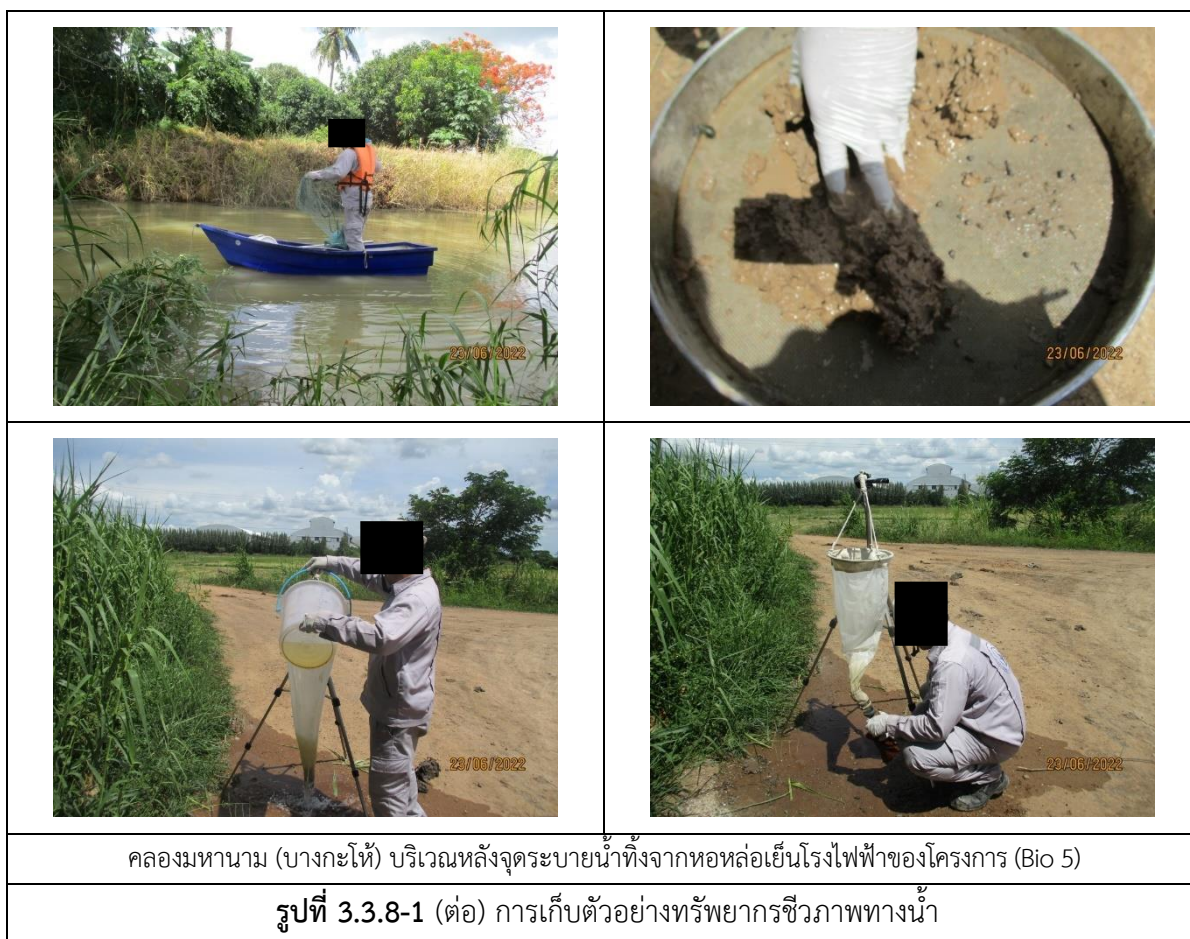 23/06/2022
23/06/2022
23/06/2022
23/06/2022
คลองมหานาม (บางกะโห้) บริเวณหลังจุดระบายน้ำทิ้งจากหอหล่อเย็นโรงไฟฟ้าของโครงการ (Bio 5)
รูปที่ 3.3.8-1 (ต่อ) การเก็บตัวอย่างทรัพยากรชีวภาพทางน้ำ